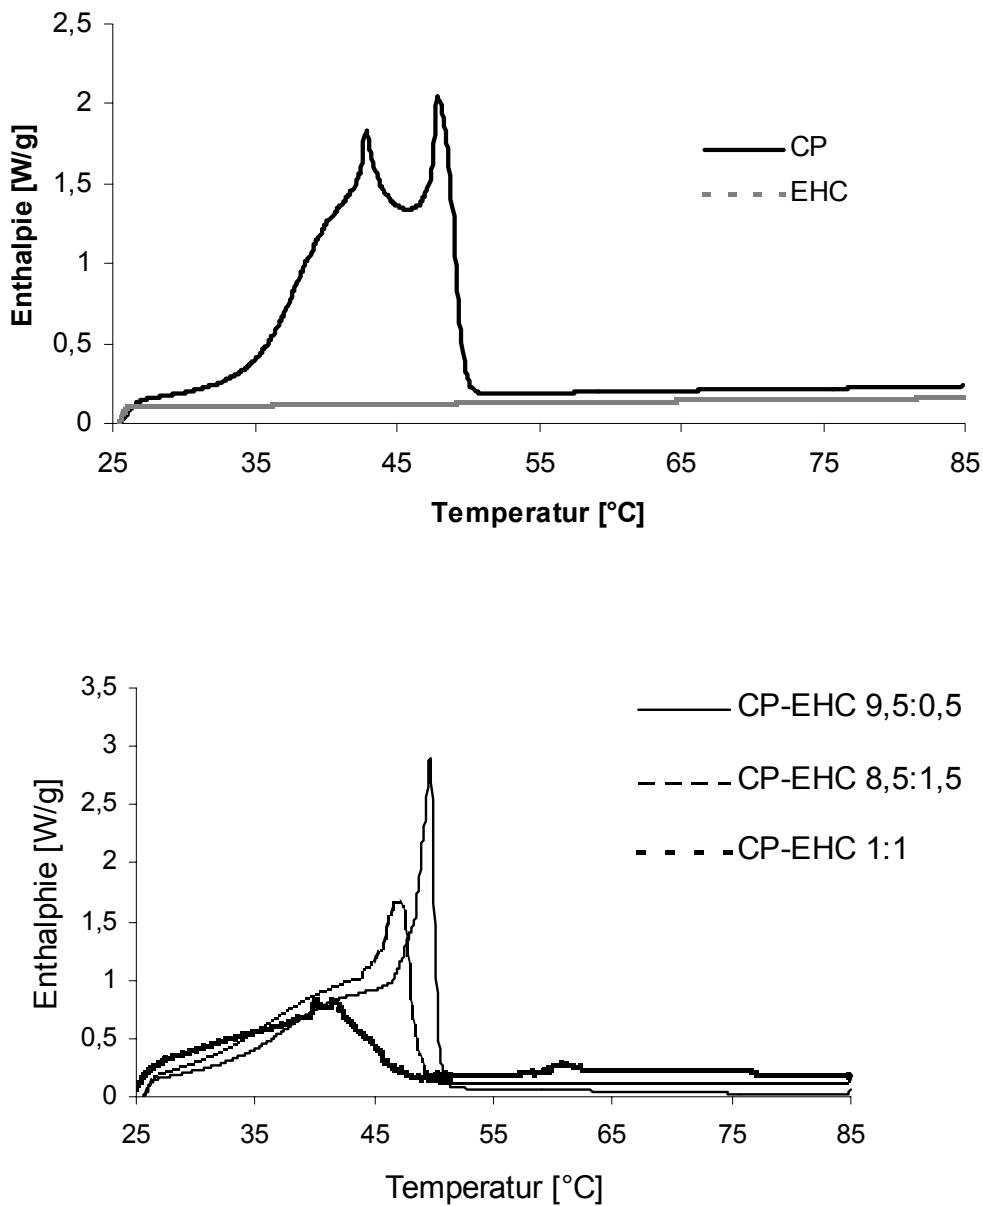 2,5
2
1,5
1
0,5
0
Enthalpie [W/g]
CP
EHC
25 35 45 55 65 75 85
Temperatur [°C]
3,5
3
2,5
2
1,5
1
0,5
0
Enthalphie [W/g]
CP-EHC 9,5:0,5
CP-EHC 8,5:1,5
CP-EHC 1:1
25 35 45 55 65 75 85
Temperatur [°C]